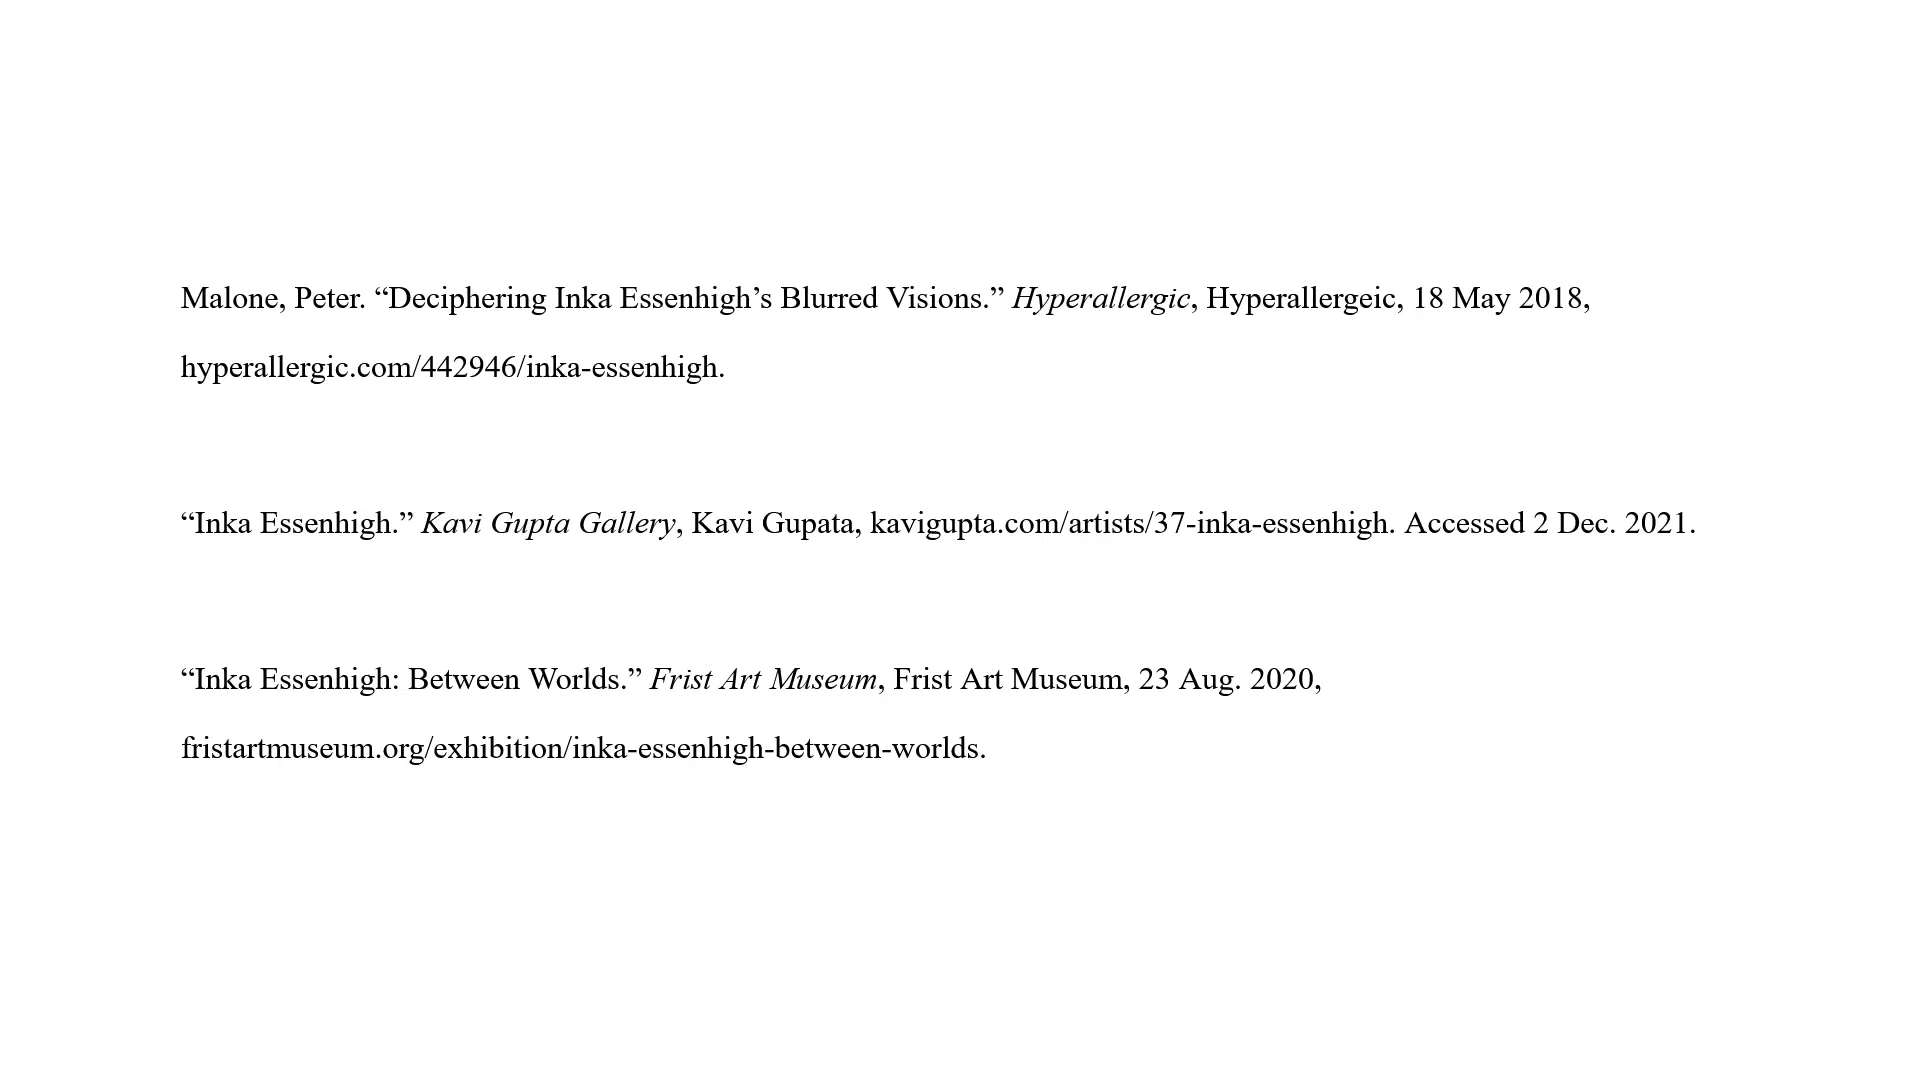 Malone, Peter. “Deciphering Inka Essenhigh’s Blurred Visions.” Hyperallergic, Hyperallergeic, 18 May 2018,
hyperallergic.com/442946/inka-essenhigh.
“Inka Essenhigh.” Kavi Gupta Gallery, Kavi Gupata, kavigupta.com/artists/37-inka-essenhigh. Accessed 2 Dec. 2021.
“Inka Essenhigh: Between Worlds.” Frist Art Museum, Frist Art Museum, 23 Aug. 2020,
fristartmuseum.org/exhibition/inka-essenhigh-between-worlds.